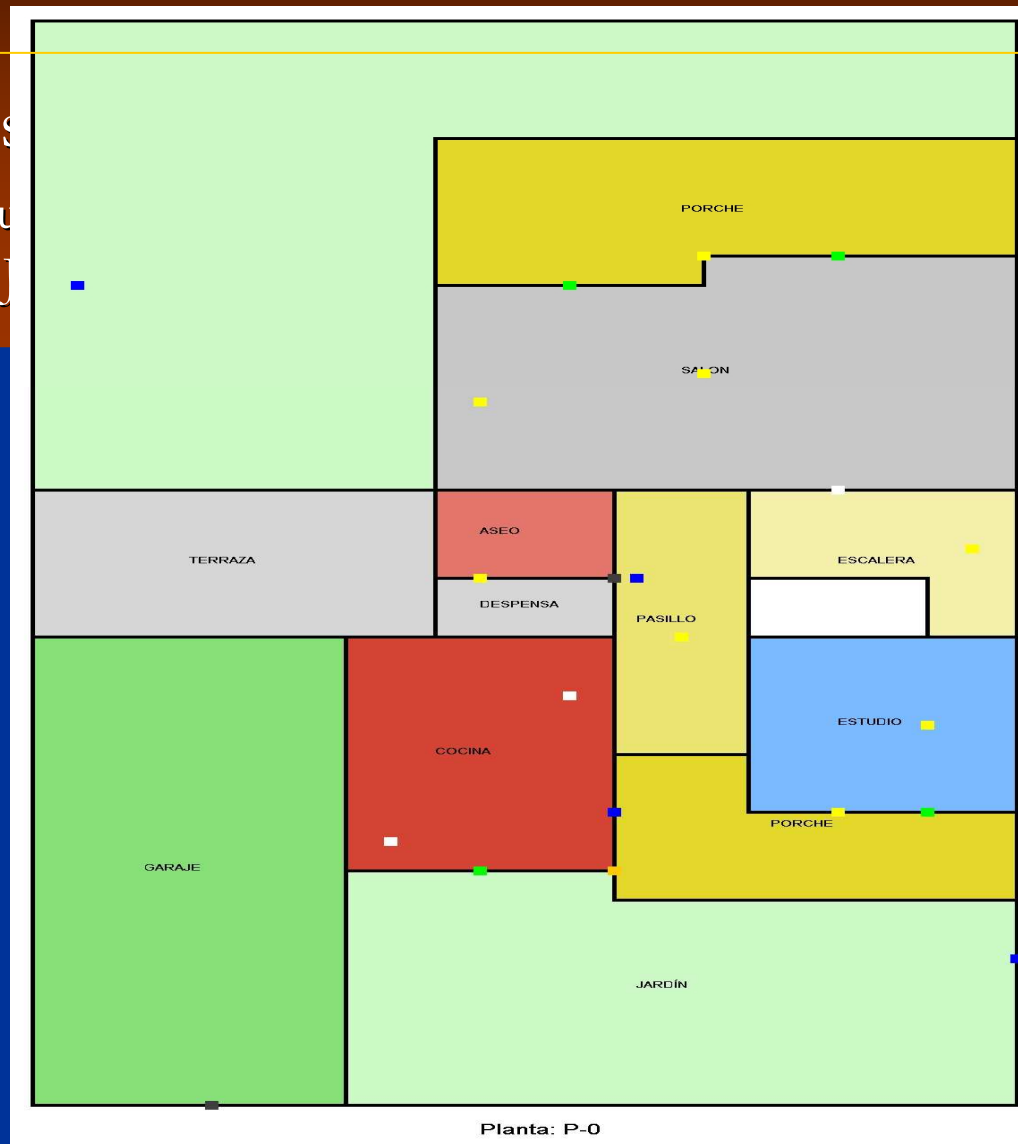 PORCHE
SALON
ASEO
TERRAZA
ESCALERA
DESPENSA
PASILLO
ESTUDIO
COCINA
PORCHE
GARAJE
JARDÍN
Planta: P-0